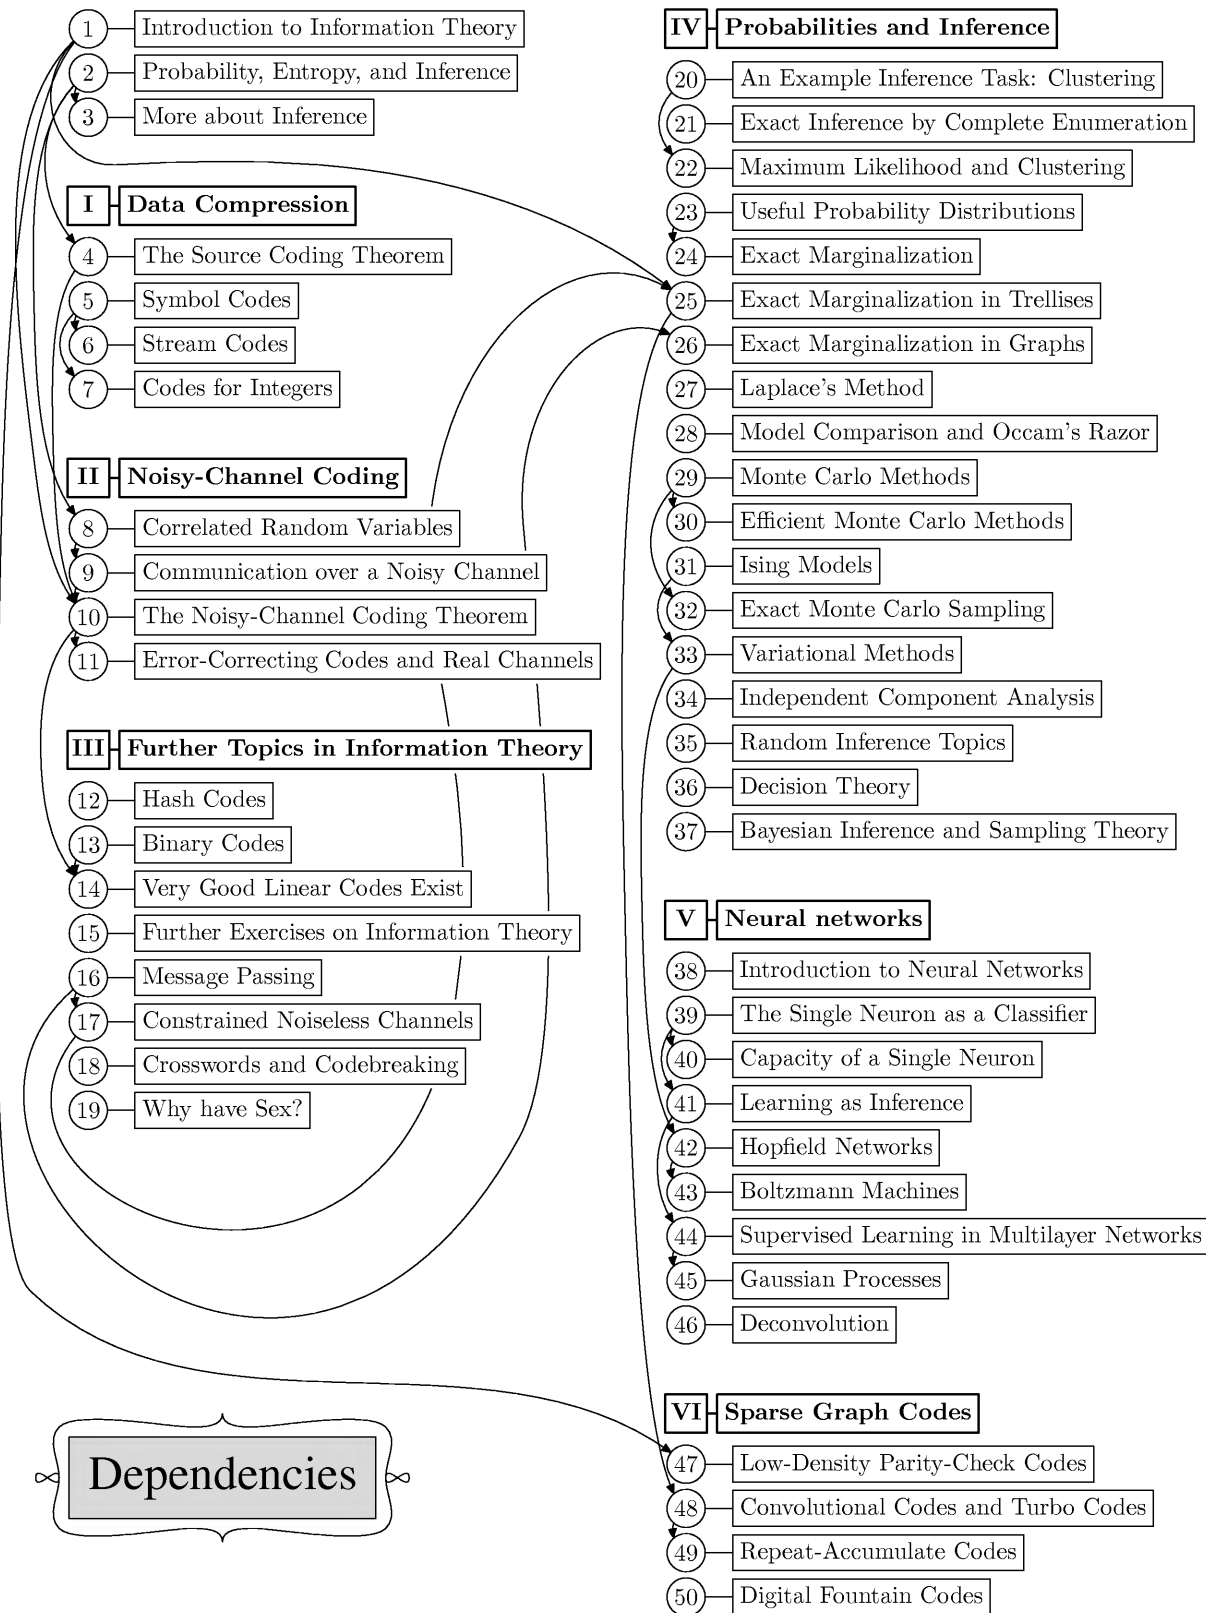 1 Introduction to Information Theory
2 Probability, Entropy, and Inference
3 More about Inference
I Data Compression
4 The Source Coding Theorem
5 Symbol Codes
6 Stream Codes
7 Codes for Integers
II Noisy-Channel Coding
8 Correlated Random Variables
9 Communication over a Noisy Channel
10 The Noisy-Channel Coding Theorem
11 Error-Correcting Codes and Real Channels
III Further Topics in Information Theory
12 Hash Codes
13 Binary Codes
14 Very Good Linear Codes Exist
15 Further Exercises on Information Theory
16 Message Passing
17 Constrained Noiseless Channels
18 Crosswords and Codebreaking
19 Why have Sex?
Dependencies
IV Probabilities and Inference
20 An Example Inference Task: Clustering
21 Exact Inference by Complete Enumeration
22 Maximum Likelihood and Clustering
23 Useful Probability Distributions
24 Exact Marginalization
25 Exact Marginalization in Trellises
26 Exact Marginalization in Graphs
27 Laplace's Method
28 Model Comparison and Occam's Razor
29 Monte Carlo Methods
30 Efficient Monte Carlo Methods
31 Ising Models
32 Exact Monte Carlo Sampling
33 Variational Methods
34 Independent Component Analysis
35 Random Inference Topics
36 Decision Theory
37 Bayesian Inference and Sampling Theory
V Neural networks
38 Introduction to Neural Networks
39 The Single Neuron as a Classifier
40 Capacity of a Single Neuron
41 Learning as Inference
42 Hopfield Networks
43 Boltzmann Machines
44 Supervised Learning in Multilayer Networks
45 Gaussian Processes
46 Deconvolution
VI Sparse Graph Codes
47 Low-Density Parity-Check Codes
48 Convolutional Codes and Turbo Codes
49 Repeat-Accumulate Codes
50 Digital Fountain Codes